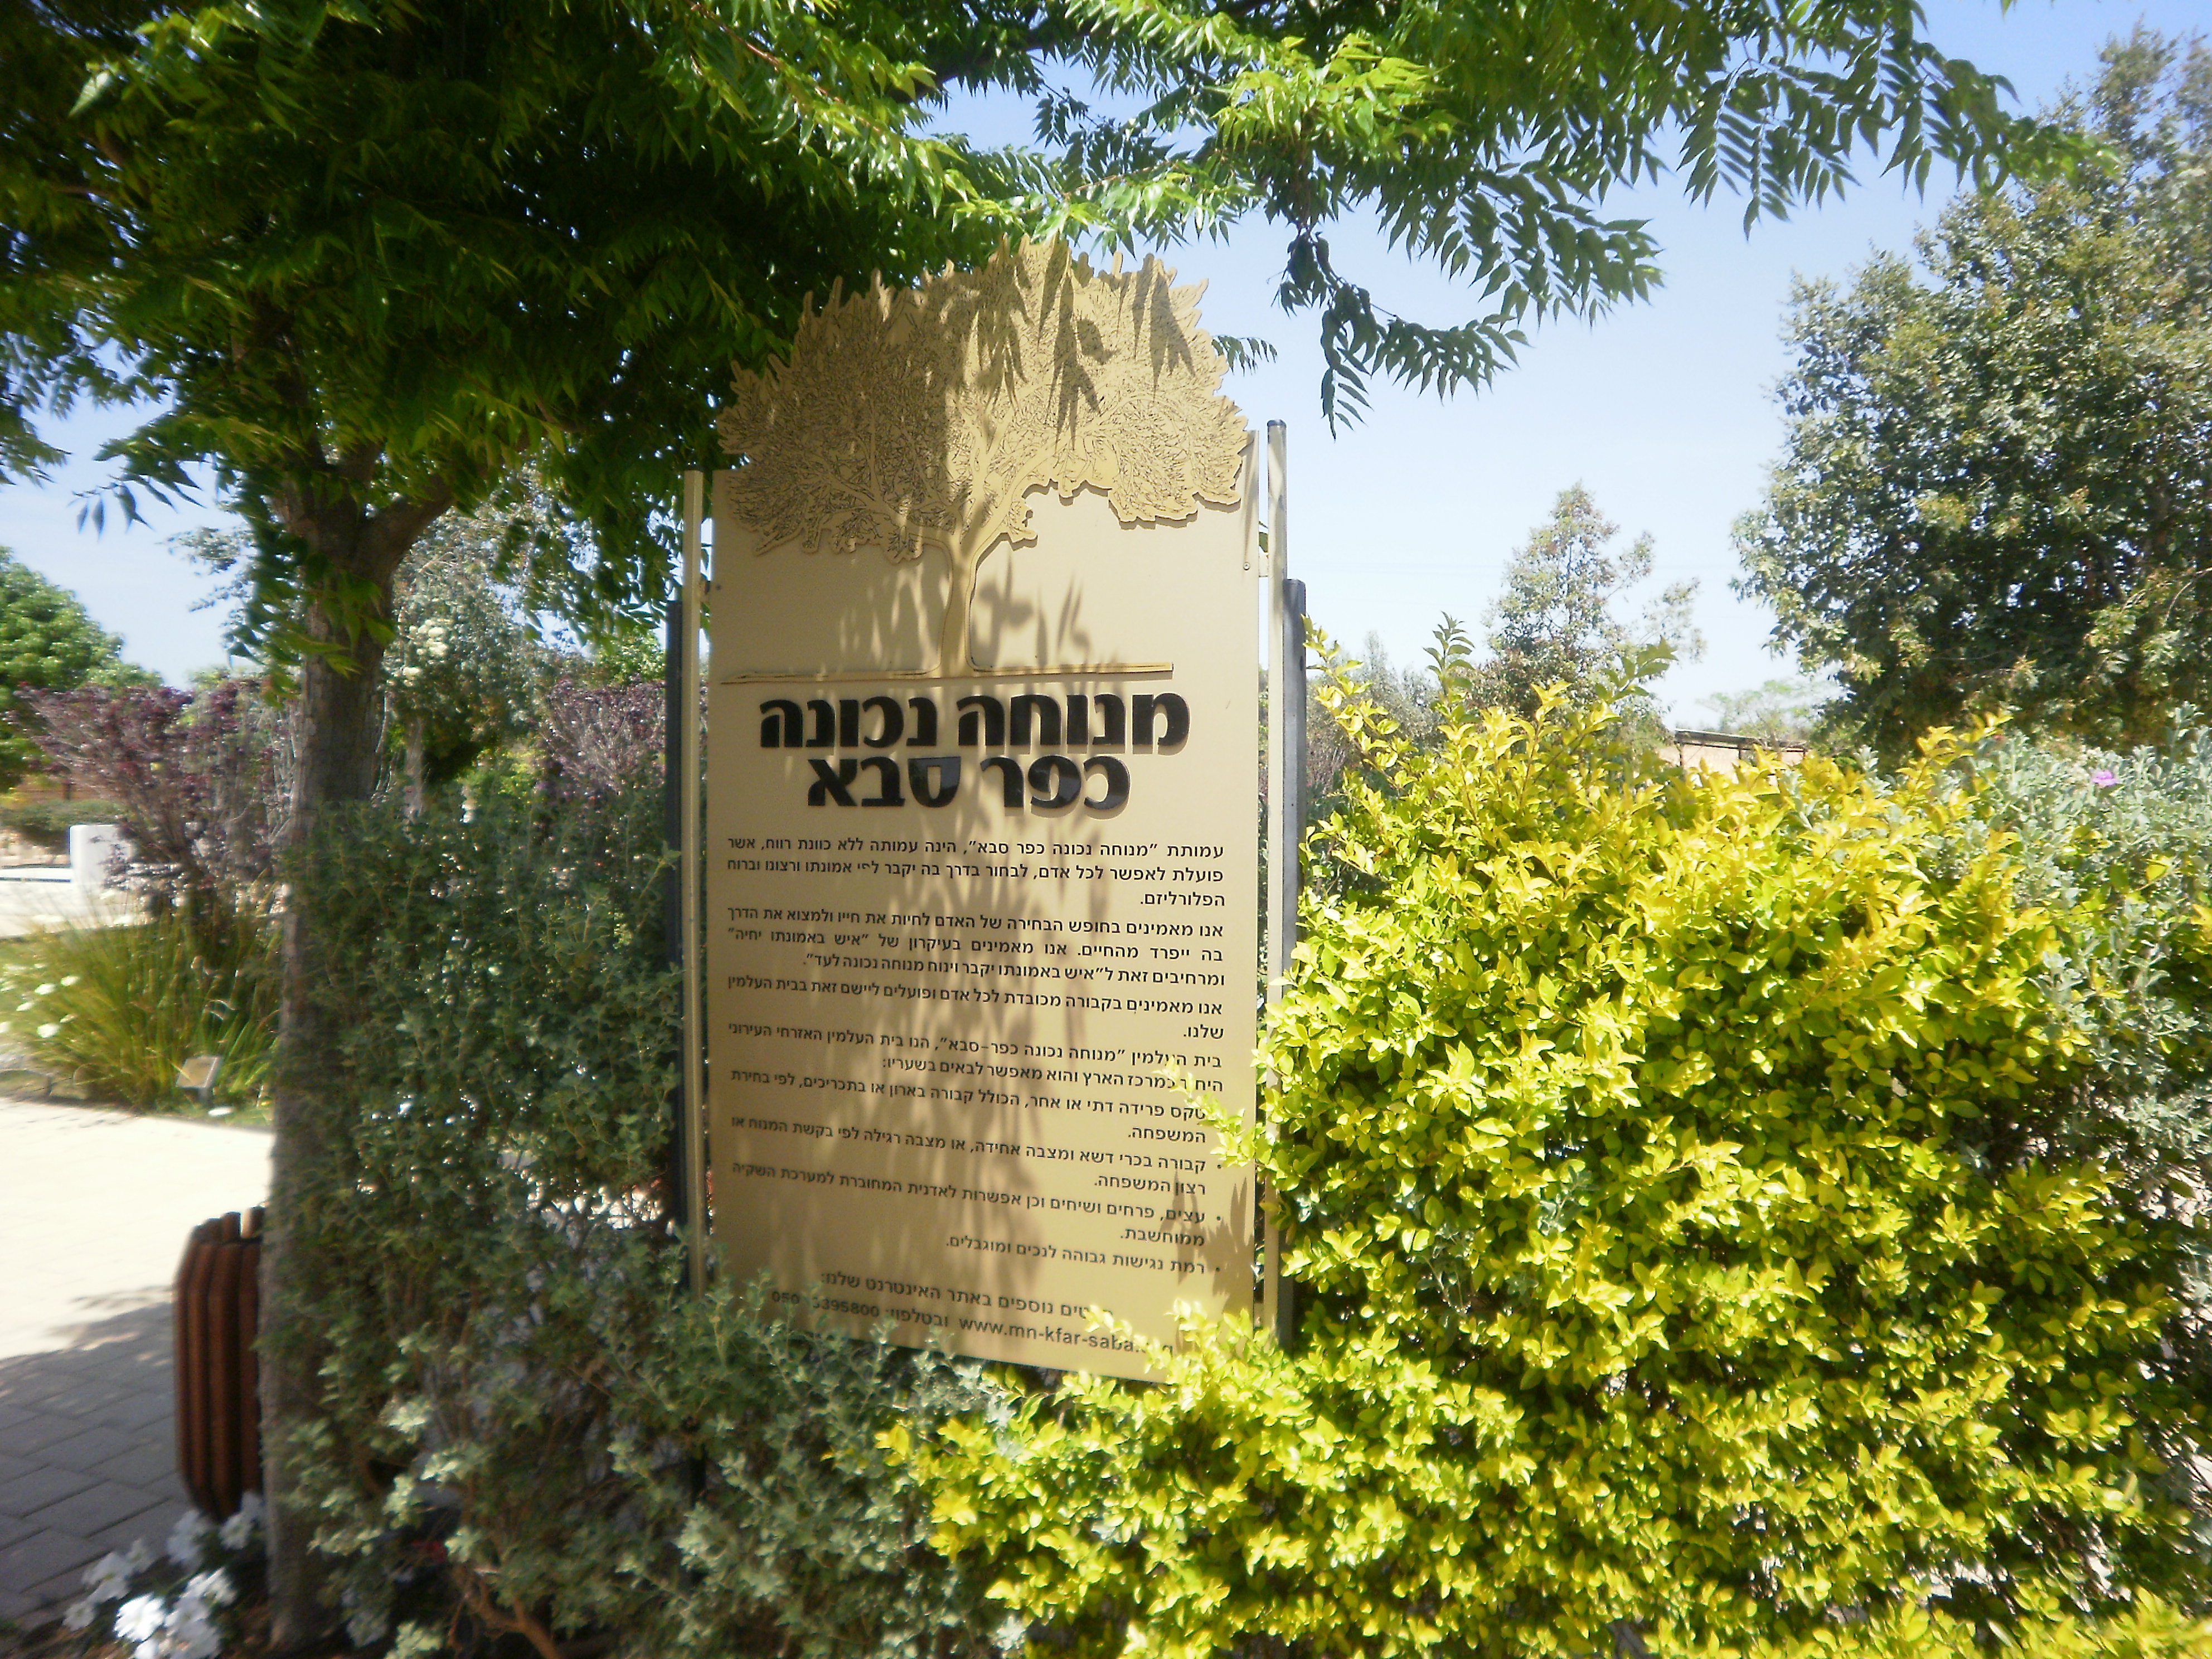 מנוחה נכונה
כפר סבא
עמותת "מנוחה נכונה כפר סבא", הינה עמותה ללא כוונת רווח, אשר
פועלת לאפשר לכל אדם, לבחור בדרך בה יקבר לפי אמונתו ורצונו וברוח
הפלורליזם.
אנו מאמינים בחופש הבחירה של האדם לחיות את חייו ולמצוא את הדרך
בה ייפרד מהחיים. אנו מאמינים בעיקרון של "איש באמונתו יחיה"
ומרחיבים זאת ל"איש באמונתו יקבר וינוח מנוחה נכונה לעד".
אנו מאמינים בקבורה מכובדת לכל אדם ופועלים ליישם זאת בבית העלמין
שלנו.
בית העלמין "מנוחה נכונה כפר-סבא", הנו בית העלמין האזרחי העירוני
במרכז הארץ והוא מאפשר לבאים בשעריו:
טקס פרידה דתי או אחר, הכולל קבורה בארון או בתכריכים, לפי בחירת
המשפחה.
• קבורה בכרי דשא ומצבה אחידה, או מצבה רגילה לפי בקשת המנוח או
רצון המשפחה.
• עצים, פרחים ושיחים וכן אפשרות לאדנית המחוברת למערכת השקיה
ממוחשבת.
• רמת נגישות גבוהה לנכים ומוגבלים.
נוספים באתר האינטרנט שלנו:
ובטלפון: